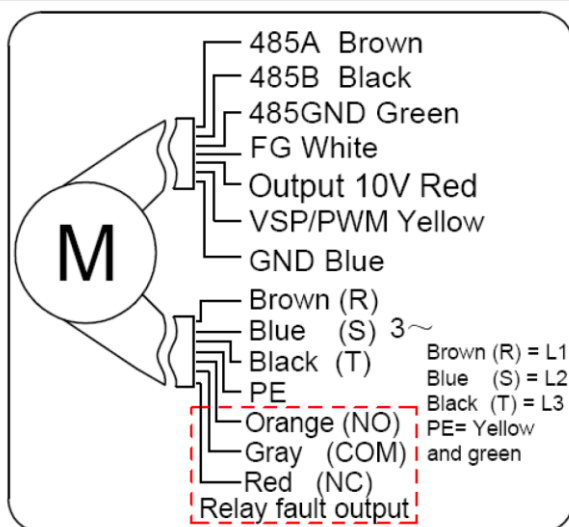 485A Brown
485B Black
485GND Green
FG White
Output 10V Red
VSP/PWM Yellow
GND Blue
M
Brown (R)
Blue (S) 3～
Black (T)
PE
Orange (NO)
Gray (COM)
Red (NC)
Relay fault output
Brown (R) = L1
Blue (S) = L2
Black (T) = L3
PE= Yellow
and green